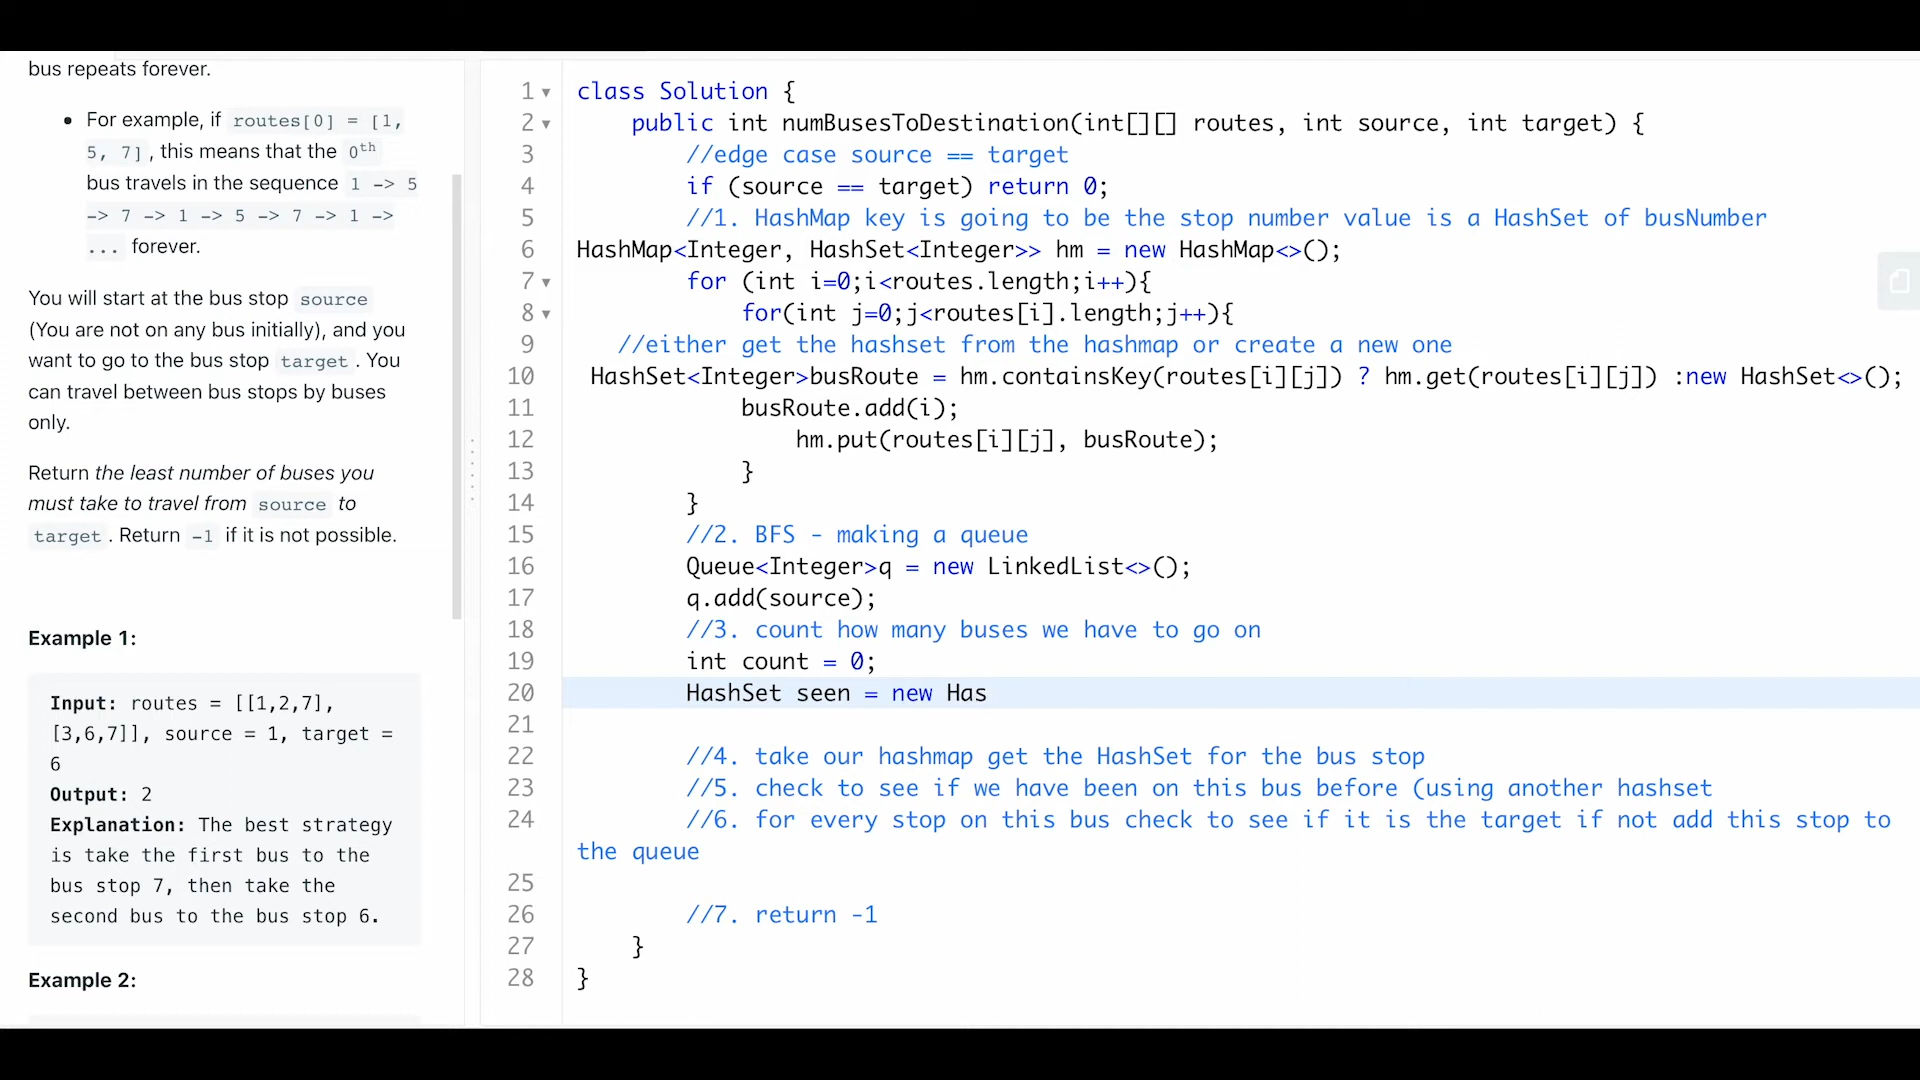 bus repeats forever.
• For example, if routes[0] = [1,
5, 7], this means that the 0th
bus travels in the sequence 1 -> 5
-> 7 -> 1 -> 5 -> 7 -> 1 ->
... forever.
You will start at the bus stop source
(You are not on any bus initially), and you
want to go to the bus stop target. You
can travel between bus stops by buses
only.
Return the least number of buses you
must take to travel from source to
target. Return -1 if it is not possible.
Example 1:
Input: routes = [[1,2,7],
[3,6,7]], source = 1, target =
6
Output: 2
Explanation: The best strategy
is take the first bus to the
bus stop 7, then take the
second bus to the bus stop 6.
Example 2:
1 class Solution {
2 public int numBusesToDestination(int[][] routes, int source, int target) {
3 //edge case source == target
4 if (source == target) return 0;
5 //1. HashMap key is going to be the stop number value is a HashSet of busNumber
6 HashMap<Integer, HashSet<Integer>> hm = new HashMap<>();
7 for (int i=0;i<routes.length;i++){
8 for(int j=0;j<routes[i].length;j++){
9 //either get the hashset from the hashmap or create a new one
10 HashSet<Integer>busRoute = hm.containsKey(routes[i][j]) ? hm.get(routes[i][j]) :new HashSet<>();
11 busRoute.add(i);
12 hm.put(routes[i][j], busRoute);
13 }
14 }
15 //2. BFS - making a queue
16 Queue<Integer>q = new LinkedList<>();
17 q.add(source);
18 //3. count how many buses we have to go on
19 int count = 0;
20 HashSet seen = new Has
21
22 //4. take our hashmap get the HashSet for the bus stop
23 //5. check to see if we have been on this bus before (using another hashset
24 //6. for every stop on this bus check to see if it is the target if not add this stop to
the queue
25
26 //7. return -1
27 }
28 }